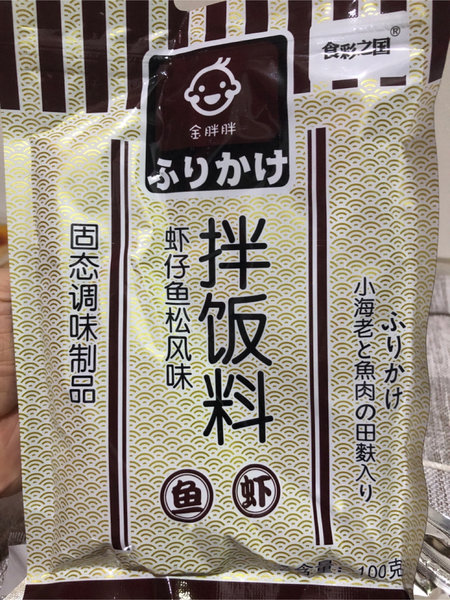 食彩之国®
金胖胖
ふりかけ
拌饭料
虾仔鱼松风味
固态调味制品
ふりかけ
小海老と魚肉の田麩入り
鱼
虾
含量: 100克